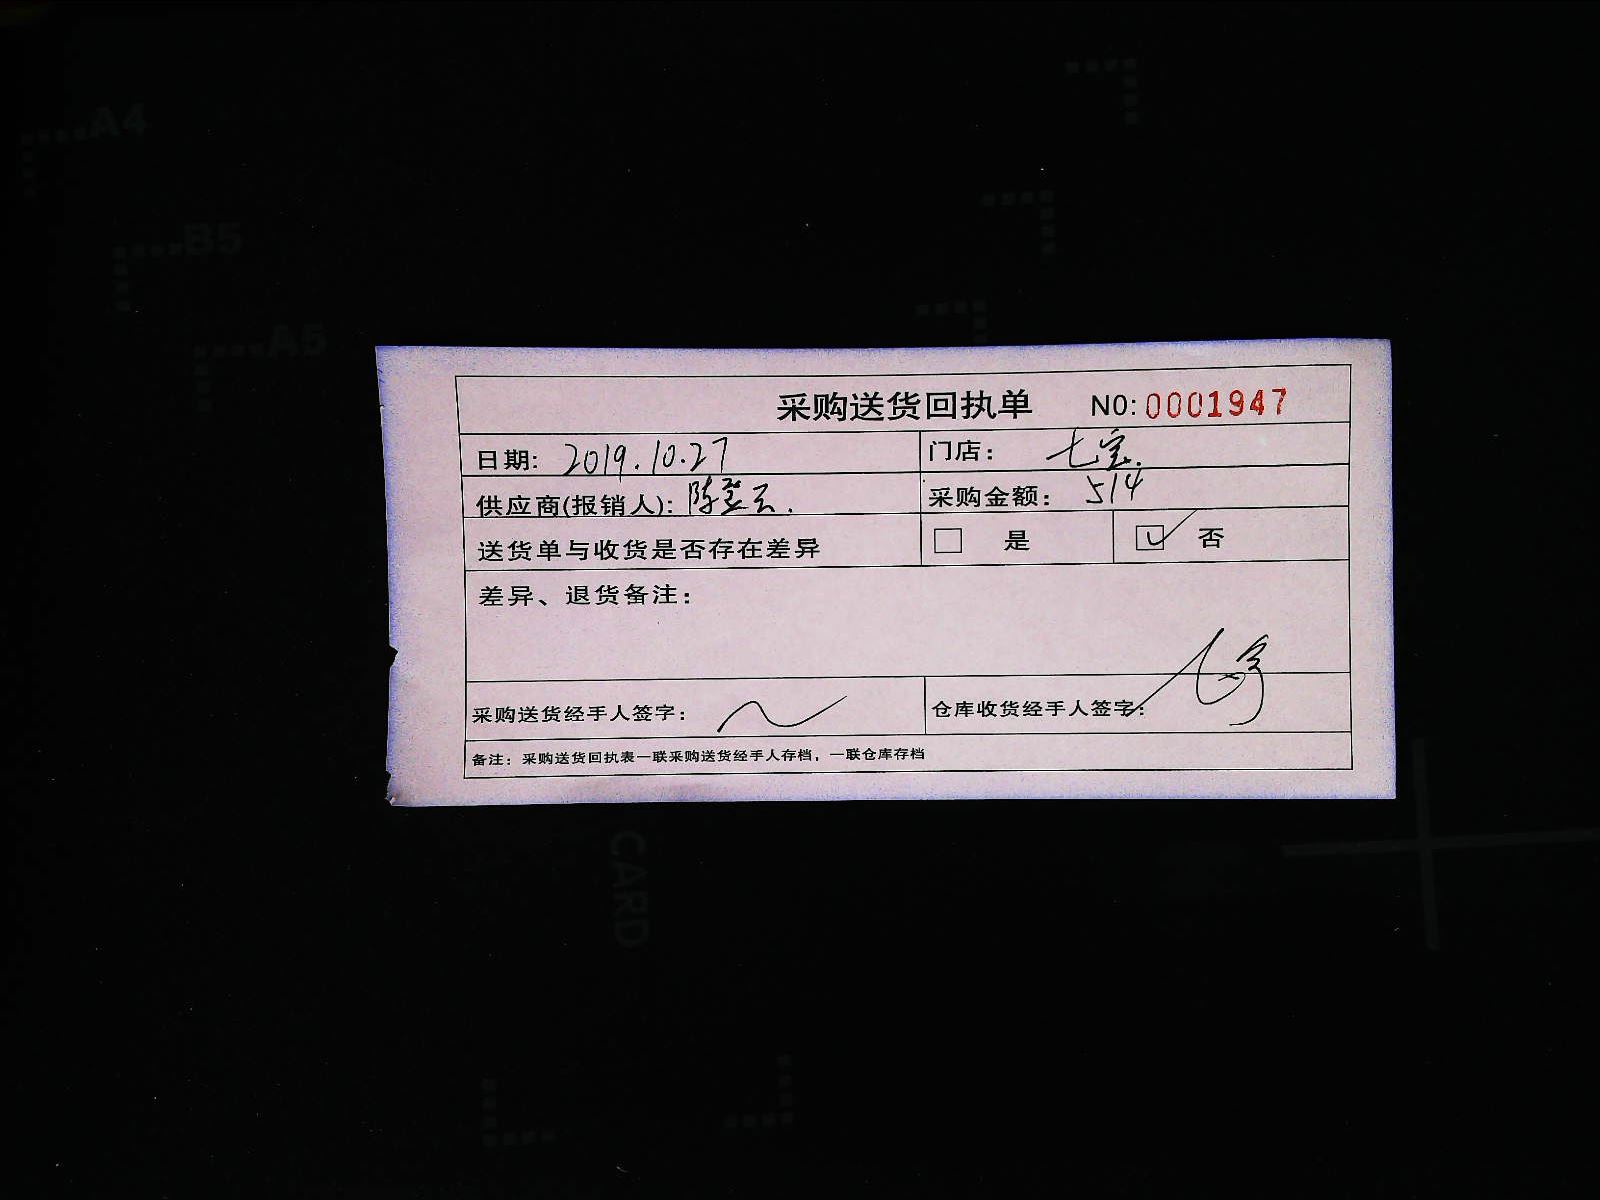 A4
B5
A5
采购送货回执单 NO:0001947
日期: 2019.10.27 门店: 七宝.
供应商(报销人): 陈登云. 采购金额: 514
送货单与收货是否存在差异 是 否
差异、退货备注:
采购送货经手人签字: 仓库收货经手人签字:
备注: 采购送货回执表一联采购送货经手人存档, 一联仓库存档
CARD